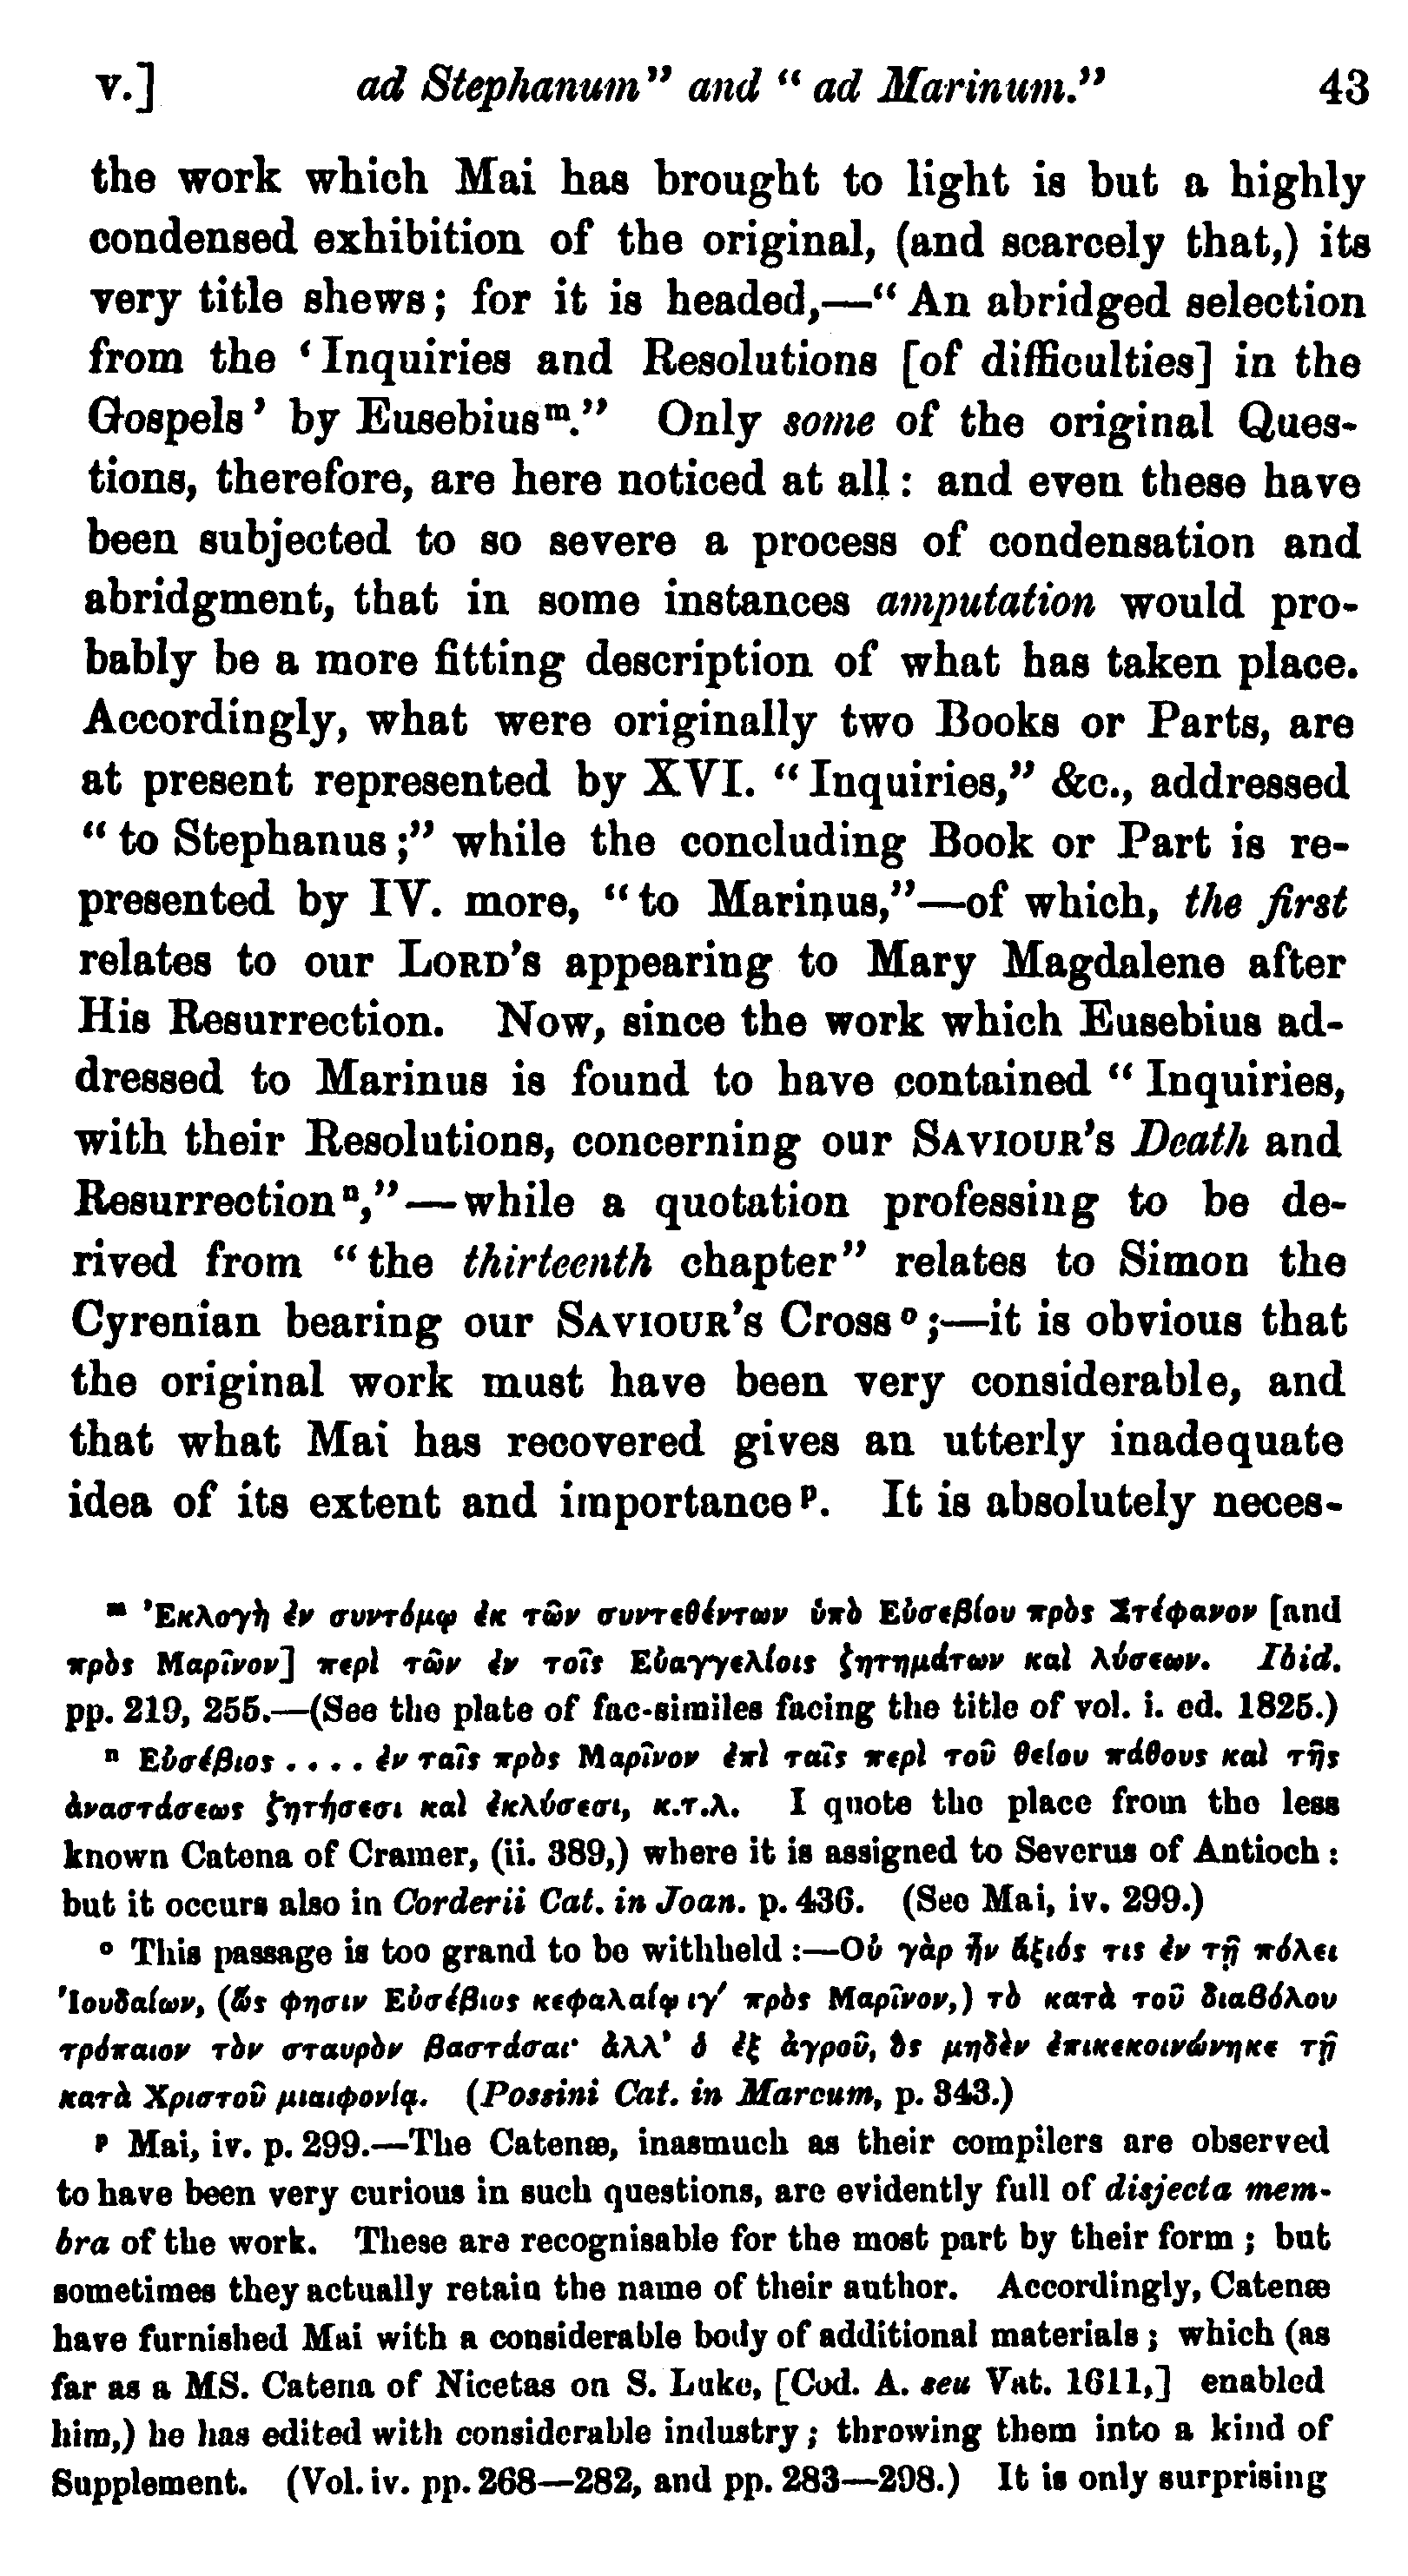 v.] ad Stephanum” and “ ad Marinum.” 43
the work which Mai has brought to light is but a highly
condensed exhibition of the original, (and scarcely that,) its
very title shews; for it is headed,—“ An abridged selection
from the ‘ Inquiries and Resolutions [of difficulties] in the
Gospels ’ by Eusebiusᵐ.” Only some of the original Ques-
tions, therefore, are here noticed at all : and even these have
been subjected to so severe a process of condensation and
abridgment, that in some instances amputation would pro-
bably be a more fitting description of what has taken place.
Accordingly, what were originally two Books or Parts, are
at present represented by XVI. “ Inquiries,” &c., addressed
“ to Stephanus ;” while the concluding Book or Part is re-
presented by IV. more, “ to Marinus,”—of which, the first
relates to our LORD’S appearing to Mary Magdalene after
His Resurrection. Now, since the work which Eusebius ad-
dressed to Marinus is found to have contained “ Inquiries,
with their Resolutions, concerning our SAVIOUR’S Death and
Resurrectionⁿ,”—while a quotation professing to be de-
rived from “ the thirteenth chapter” relates to Simon the
Cyrenian bearing our SAVIOUR’S Crossᵒ ;—it is obvious that
the original work must have been very considerable, and
that what Mai has recovered gives an utterly inadequate
idea of its extent and importanceᵖ. It is absolutely neces-
ᵐ Ἐκλογὴ ἐν συντόμῳ ἐκ τῶν συντεθέντων ὑπὸ Εὐσεβίου πρὸς Στέφανον [and
πρὸς Μαρῖνον] περὶ τῶν ἐν τοῖς Εὐαγγελίοις ζητημάτων καὶ λύσεων. Ibid.
pp. 219, 255.—(See the plate of fac-similes facing the title of vol. i. ed. 1825.)
ⁿ Εὐσέβιος . . . . ἐν ταῖς πρὸς Μαρῖνον ἐπὶ ταῖς περὶ τοῦ θείου πάθους καὶ τῆς
ἀναστάσεως ζητήσεσι καὶ ἐκλύσεσι, κ.τ.λ. I quote the place from the less
known Catena of Cramer, (ii. 389,) where it is assigned to Severus of Antioch :
but it occurs also in Corderii Cat. in Joan. p. 436. (See Mai, iv. 299.)
ᵒ This passage is too grand to be withheld :—Οὐ γὰρ ἦν ἄξιός τις ἐν τῇ πόλει
Ἰουδαίων, (ὥς φησιν Εὐσέβιος κεφαλαίῳ ιγ΄ πρὸς Μαρῖνον,) τὸ κατὰ τοῦ διαβόλου
τρόπαιον τὸν σταυρὸν βαστάσαι· ἀλλ’ ὁ ἐξ ἀγροῦ, ὃς μηδὲν ἐπικεκοινώνηκε τῇ
κατὰ Χριστοῦ μιαιφονίᾳ. (Possini Cat. in Marcum, p. 343.)
ᵖ Mai, iv. p. 299.—The Catenæ, inasmuch as their compilers are observed
to have been very curious in such questions, are evidently full of disjecta mem-
bra of the work. These are recognisable for the most part by their form ; but
sometimes they actually retain the name of their author. Accordingly, Catenæ
have furnished Mai with a considerable body of additional materials ; which (as
far as a MS. Catena of Nicetas on S. Luke, [Cod. A. seu Vat. 1611,] enabled
him,) he has edited with considerable industry ; throwing them into a kind of
Supplement. (Vol. iv. pp. 268—282, and pp. 283—298.) It is only surprising